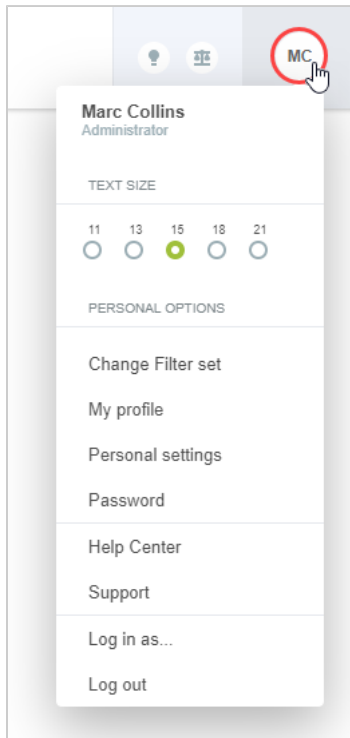 MC
Marc Collins
Administrator
TEXT SIZE
11 13 15 18 21
PERSONAL OPTIONS
Change Filter set
My profile
Personal settings
Password
Help Center
Support
Log in as...
Log out